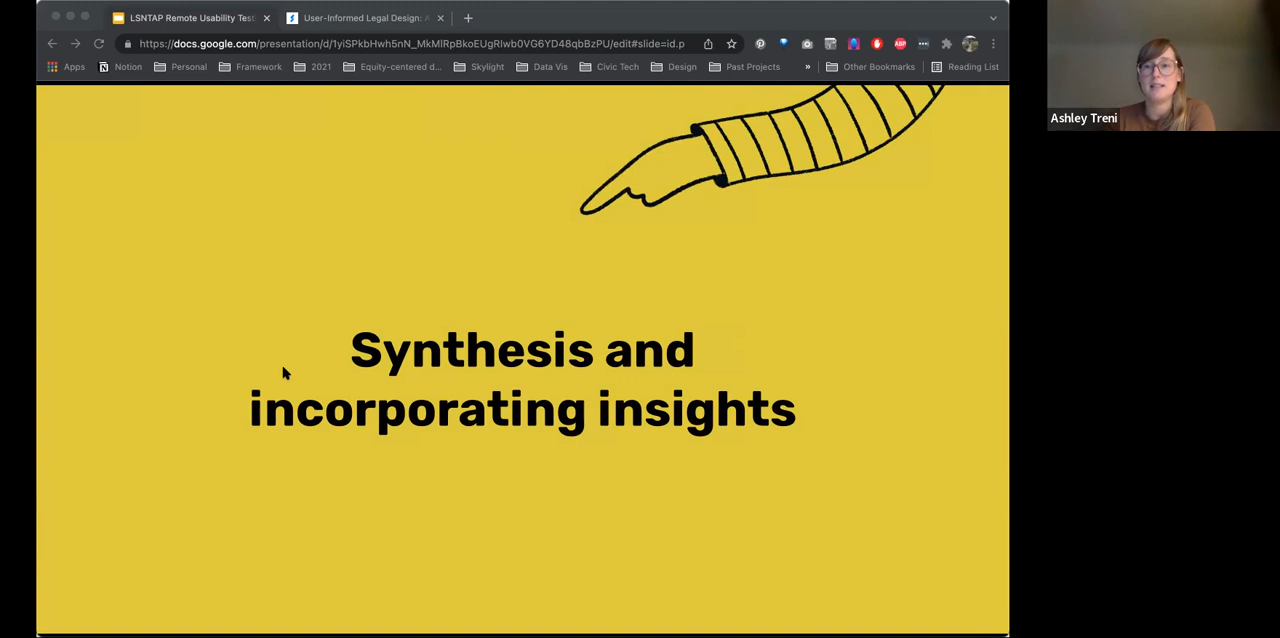 LSNTAP Remote Usability Test
User-Informed Legal Design: A
https://docs.google.com/presentation/d/1yiSPkbHwh5nN_MkMlRpBkoEUgRIwb0VG6YD48qbBzPU/edit#slide=id.p
ABP
Apps
Notion
Personal
Framework
2021
Equity-centered d...
Skylight
Data Vis
Civic Tech
Design
Past Projects
»
Other Bookmarks
Reading List
Ashley Treni
Synthesis and
incorporating insights